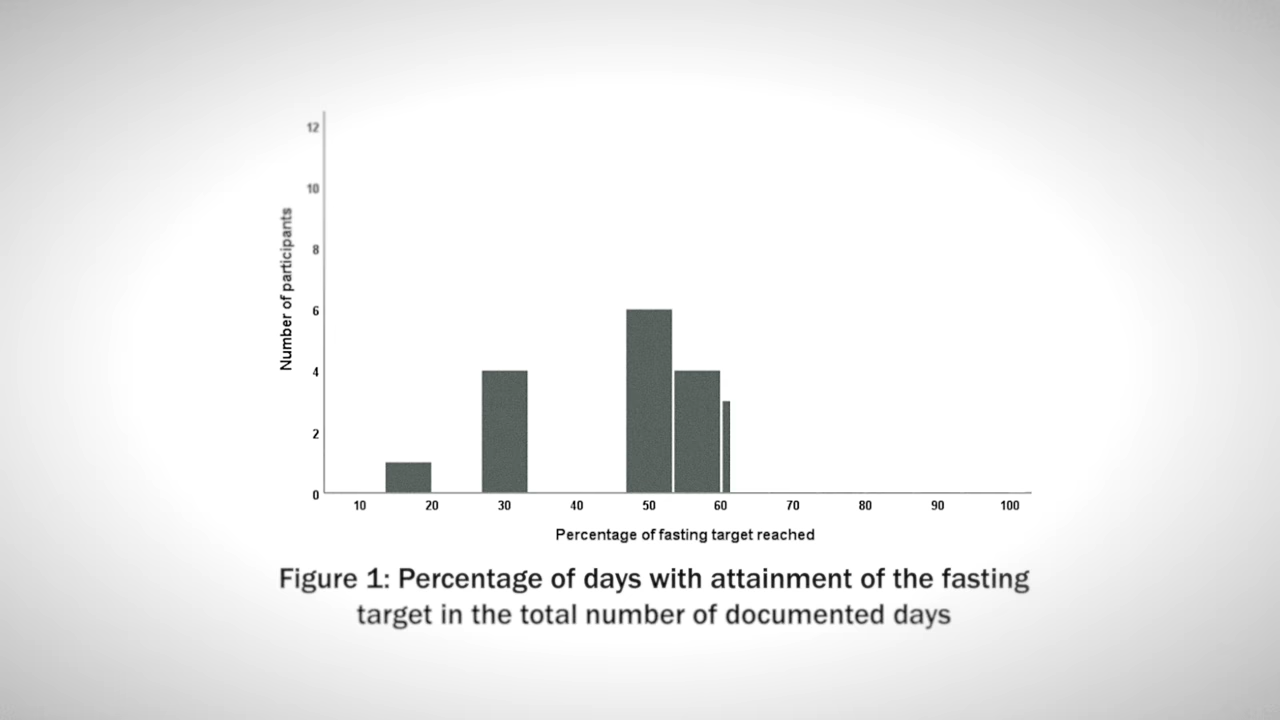 12
10
8
6
4
2
0
Number of participants
10 20 30 40 50 60 70 80 90 100
Percentage of fasting target reached
Figure 1: Percentage of days with attainment of the fasting
target in the total number of documented days